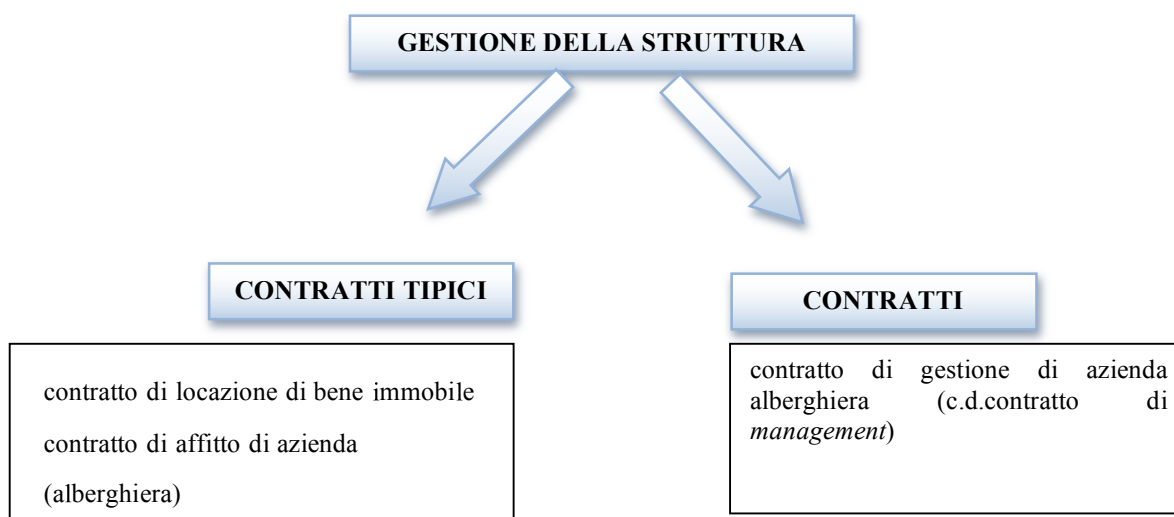 GESTIONE DELLA STRUTTURA
CONTRATTI TIPICI
contratto di locazione di bene immobile
contratto di affitto di azienda
(alberghiera)
CONTRATTI
contratto di gestione di azienda
alberghiera (c.d.contratto di
management)